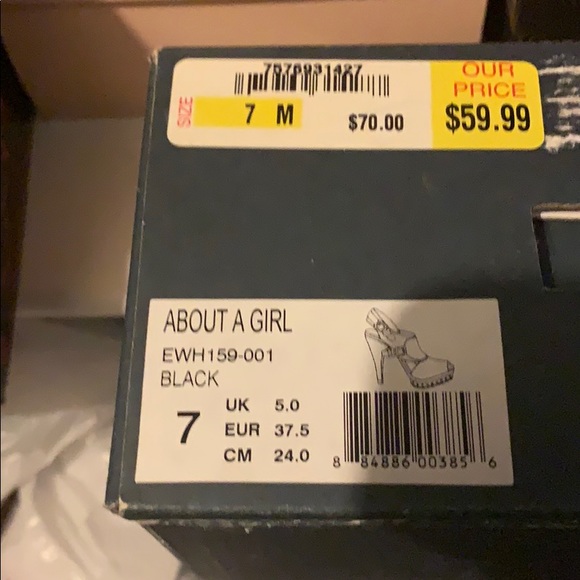 7575931427
SIZE
7 M
$70.00
OUR
PRICE
$59.99
ABOUT A GIRL
EWH159-001
BLACK
7
UK 5.0
EUR 37.5
CM 24.0
8 84886 00385 6